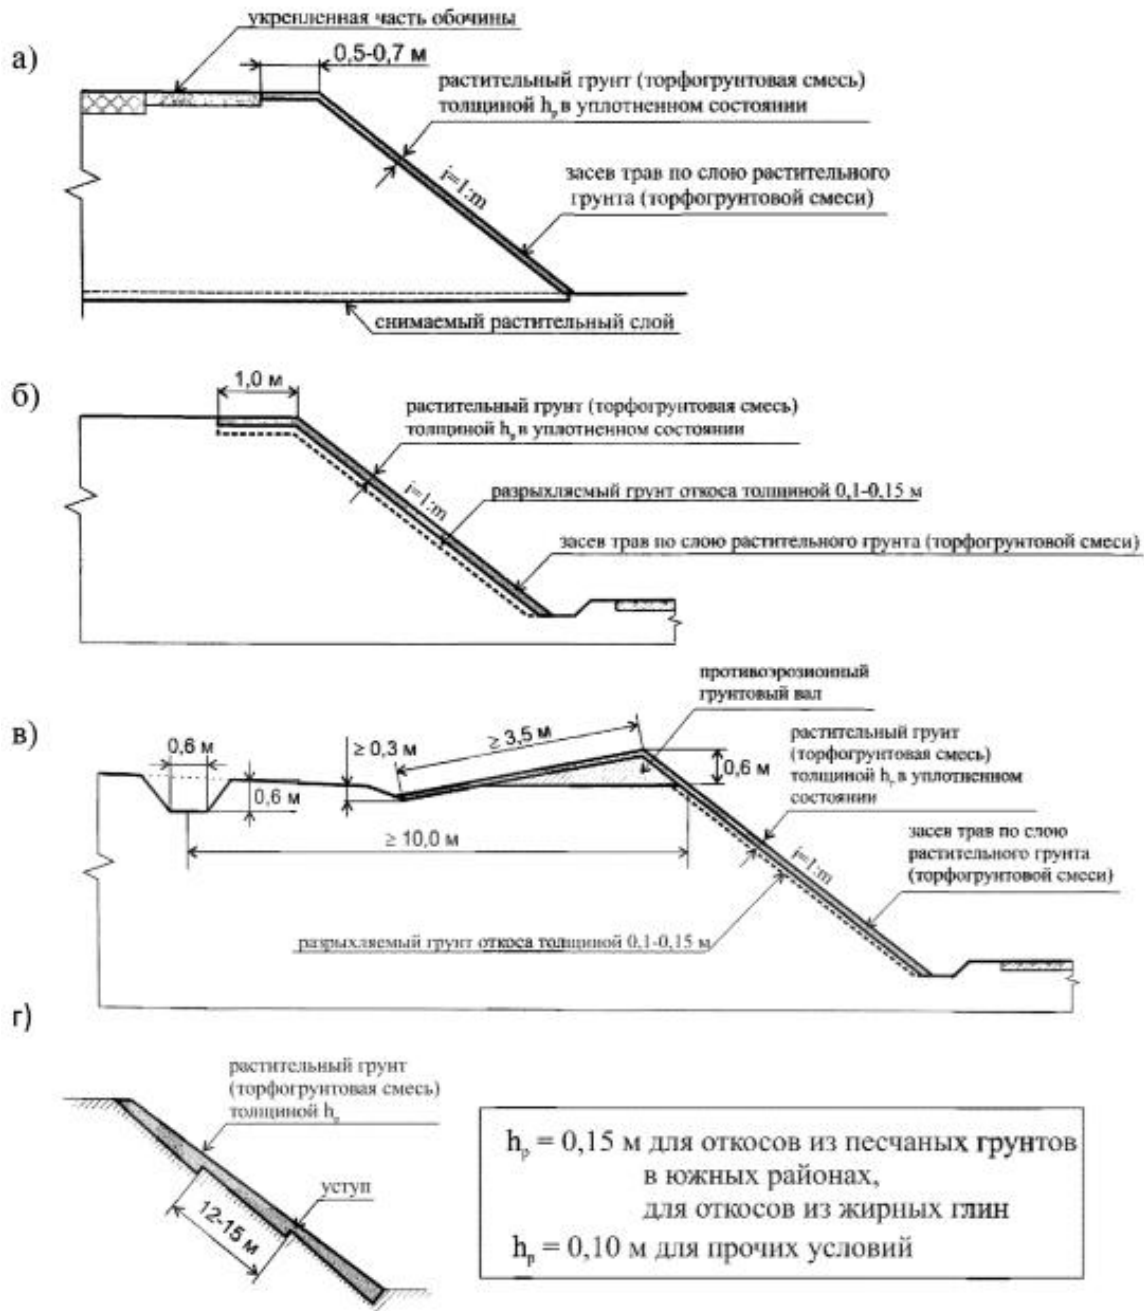 укрепленная часть обочины
а)
0,5-0,7 м
растительный грунт (торфогрунтовая смесь)
толщиной hр в уплотненном состоянии
i=1:m
засев трав по слою растительного
грунта (торфогрунтовой смеси)
снимаемый растительный слой
б)
1,0 м
растительный грунт (торфогрунтовая смесь)
толщиной hр в уплотненном состоянии
i=1:m
разрыхляемый грунт откоса толщиной 0,1-0,15 м
засев трав по слою растительного грунта (торфогрунтовой смеси)
противоэрозионный
грунтовый вал
в)
0,6 м
≥ 0,3 м
≥ 3,5 м
0,6 м
0,6 м
растительный грунт
(торфогрунтовая смесь)
толщиной hр в уплотненном
состоянии
≥ 10,0 м
i=1:m
засев трав по слою
растительного грунта
(торфогрунтовой смеси)
разрыхляемый грунт откоса толщиной 0,1-0,15 м
г)
растительный грунт
(торфогрунтовая смесь)
толщиной hр
уступ
12-15 м
hр = 0,15 м для откосов из песчаных грунтов
в южных районах,
для откосов из жирных глин
hр = 0,10 м для прочих условий